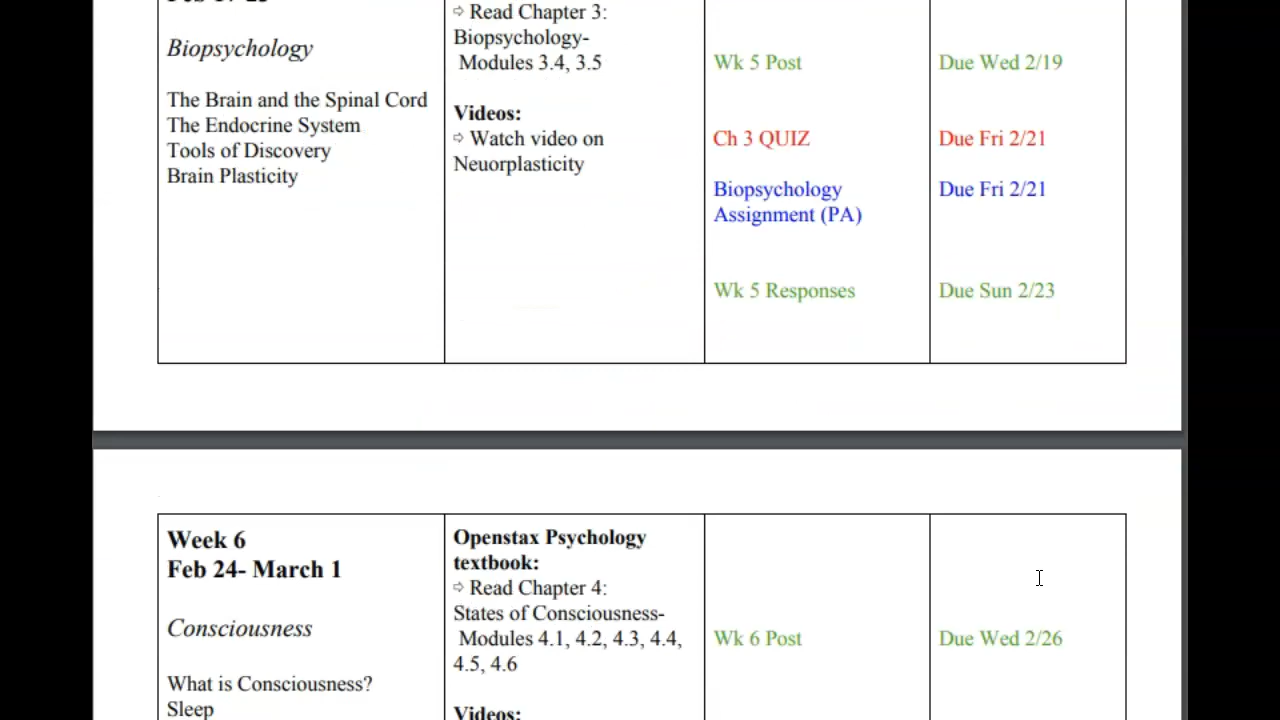 Biopsychology
The Brain and the Spinal Cord
The Endocrine System
Tools of Discovery
Brain Plasticity
⇨ Read Chapter 3:
Biopsychology-
Modules 3.4, 3.5
Videos:
⇨ Watch video on
Neuorplasticity
Wk 5 Post
Ch 3 QUIZ
Biopsychology
Assignment (PA)
Wk 5 Responses
Due Wed 2/19
Due Fri 2/21
Due Fri 2/21
Due Sun 2/23
Week 6
Feb 24- March 1
Consciousness
What is Consciousness?
Sleep
Openstax Psychology
textbook:
⇨ Read Chapter 4:
States of Consciousness-
Modules 4.1, 4.2, 4.3, 4.4,
4.5, 4.6
Videos:
Wk 6 Post
Due Wed 2/26